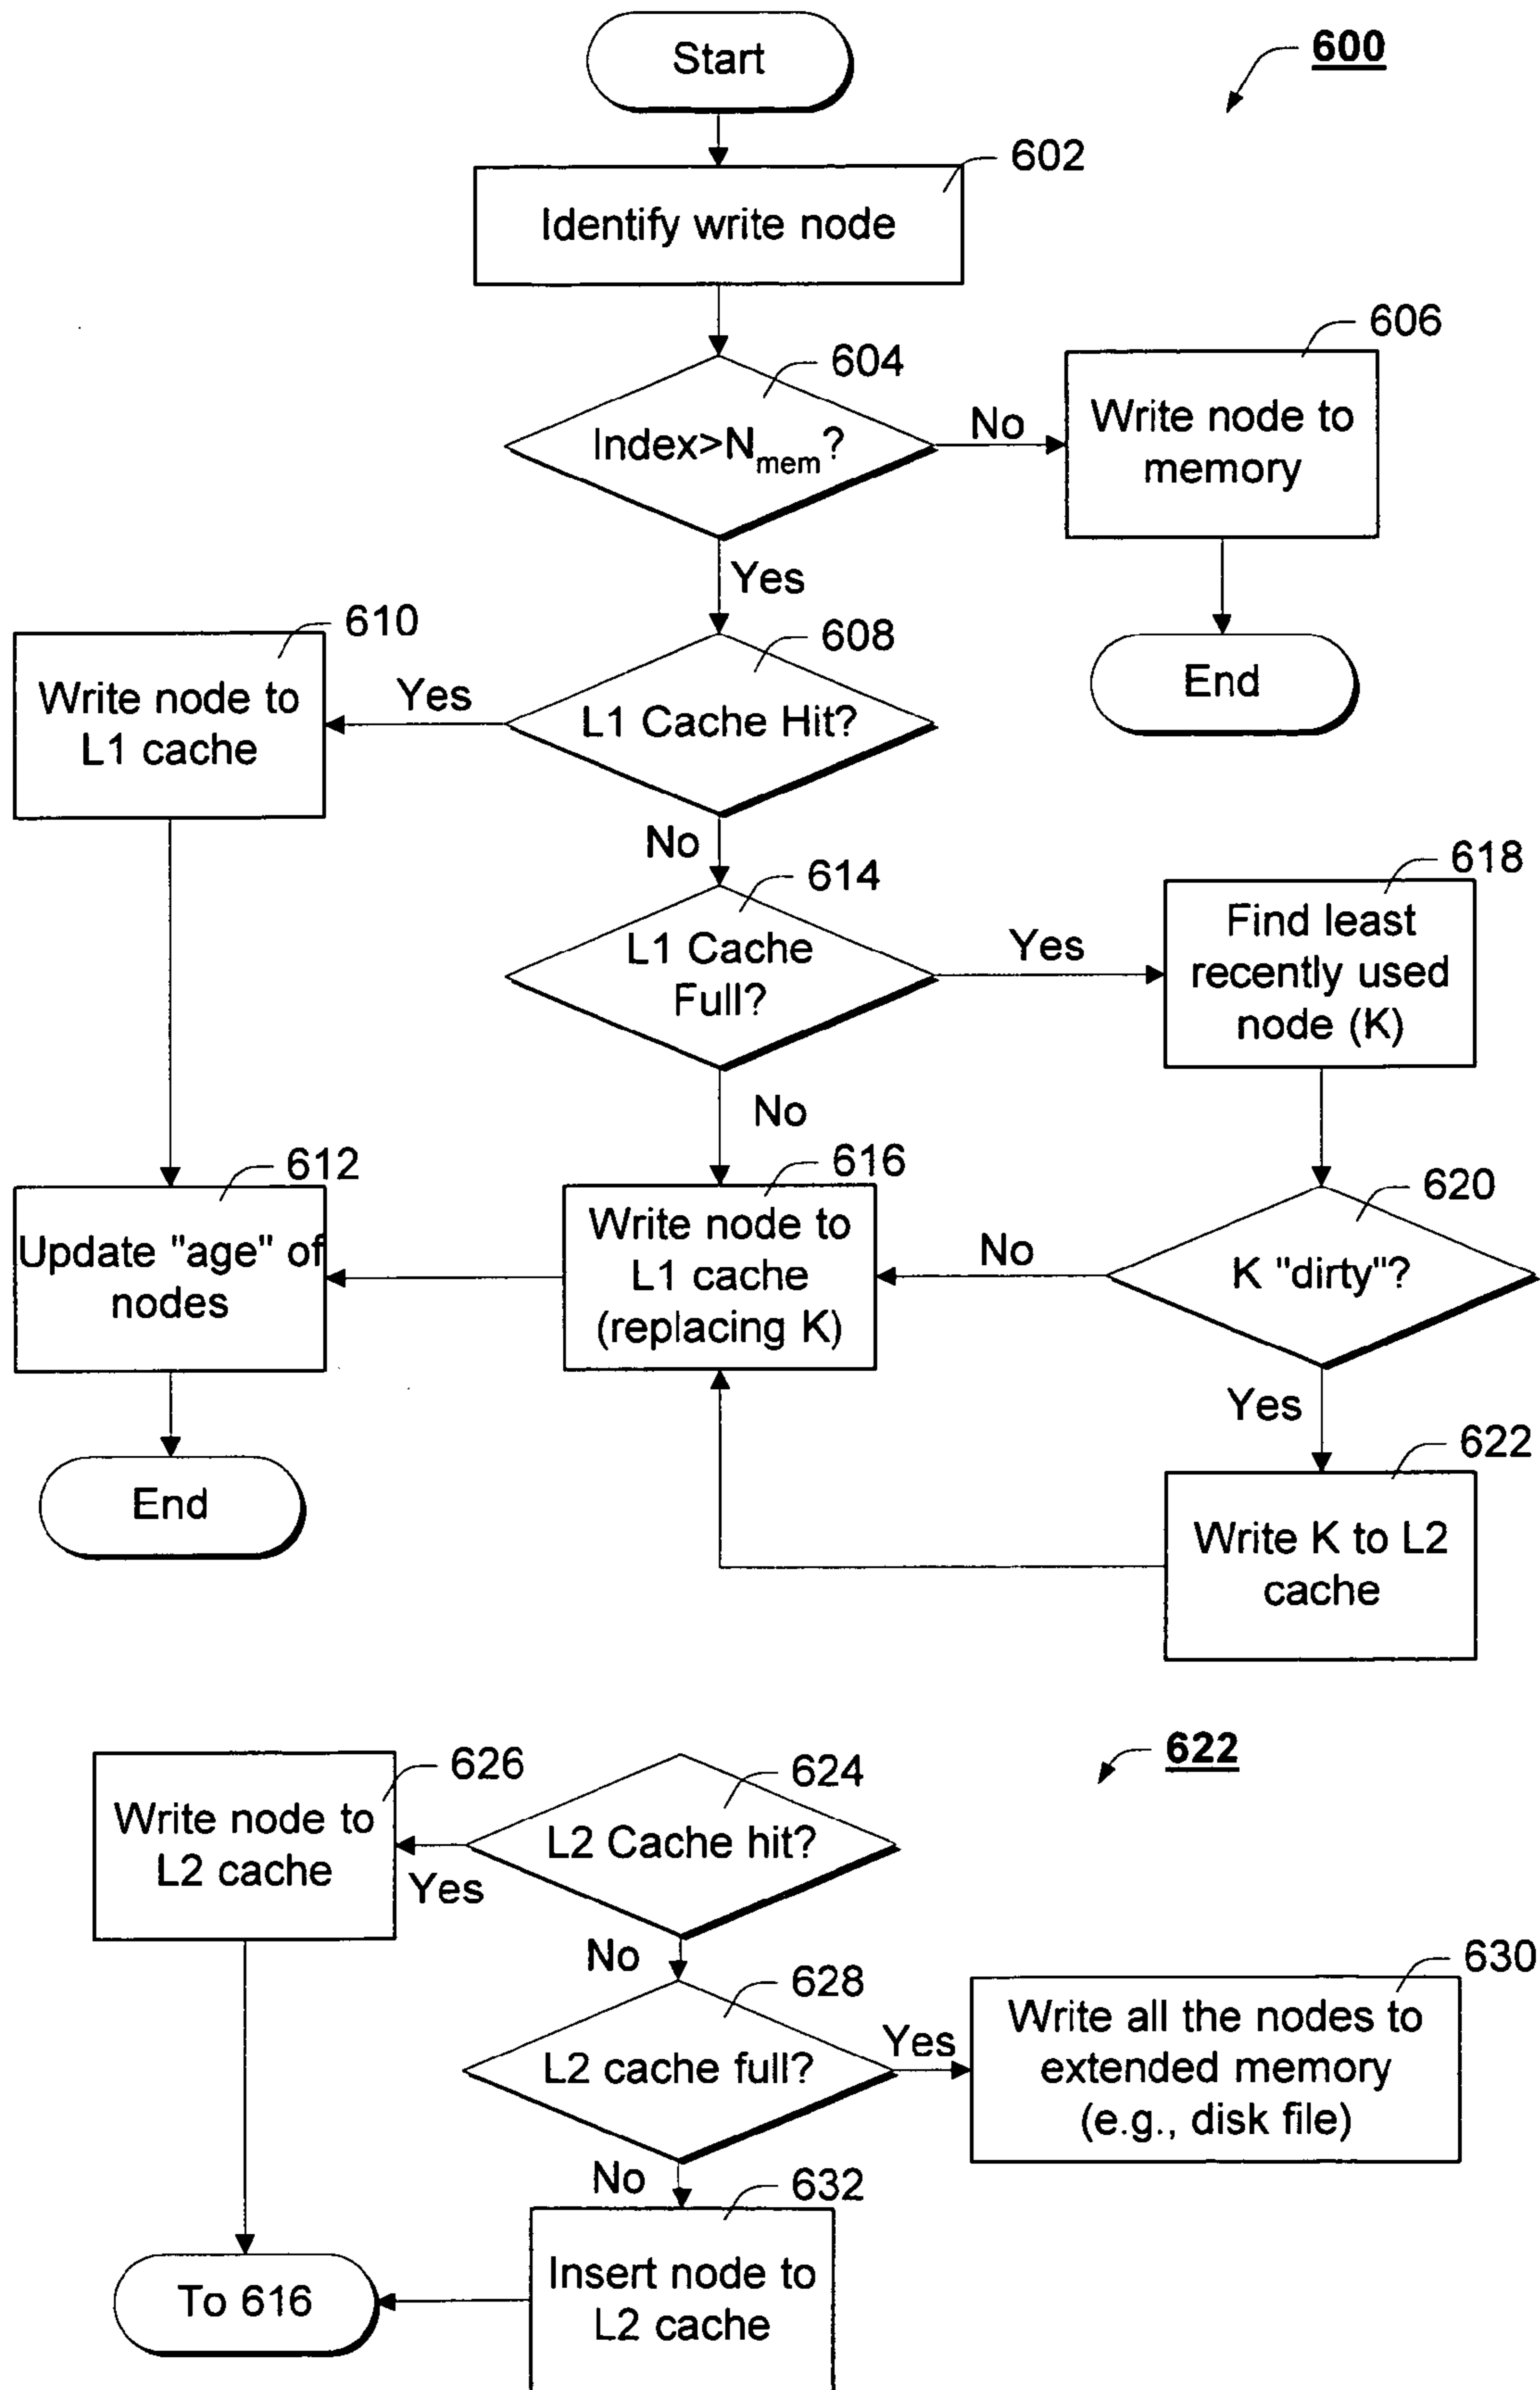 Start
600
602
Identify write node
606
604
Index>Nmem?
No
Write node to
memory
Yes
610
608
End
Write node to
L1 cache
Yes
L1 Cache Hit?
No
614
618
L1 Cache
Full?
Yes
Find least
recently used
node (K)
No
612
616
620
Update "age" of
nodes
Write node to
L1 cache
(replacing K)
No
K "dirty"?
Yes
622
End
Write K to L2
cache
622
626
624
Write node to
L2 cache
Yes
L2 Cache hit?
No
628
630
L2 cache full?
Yes
Write all the nodes to
extended memory
(e.g., disk file)
No
632
To 616
Insert node to
L2 cache